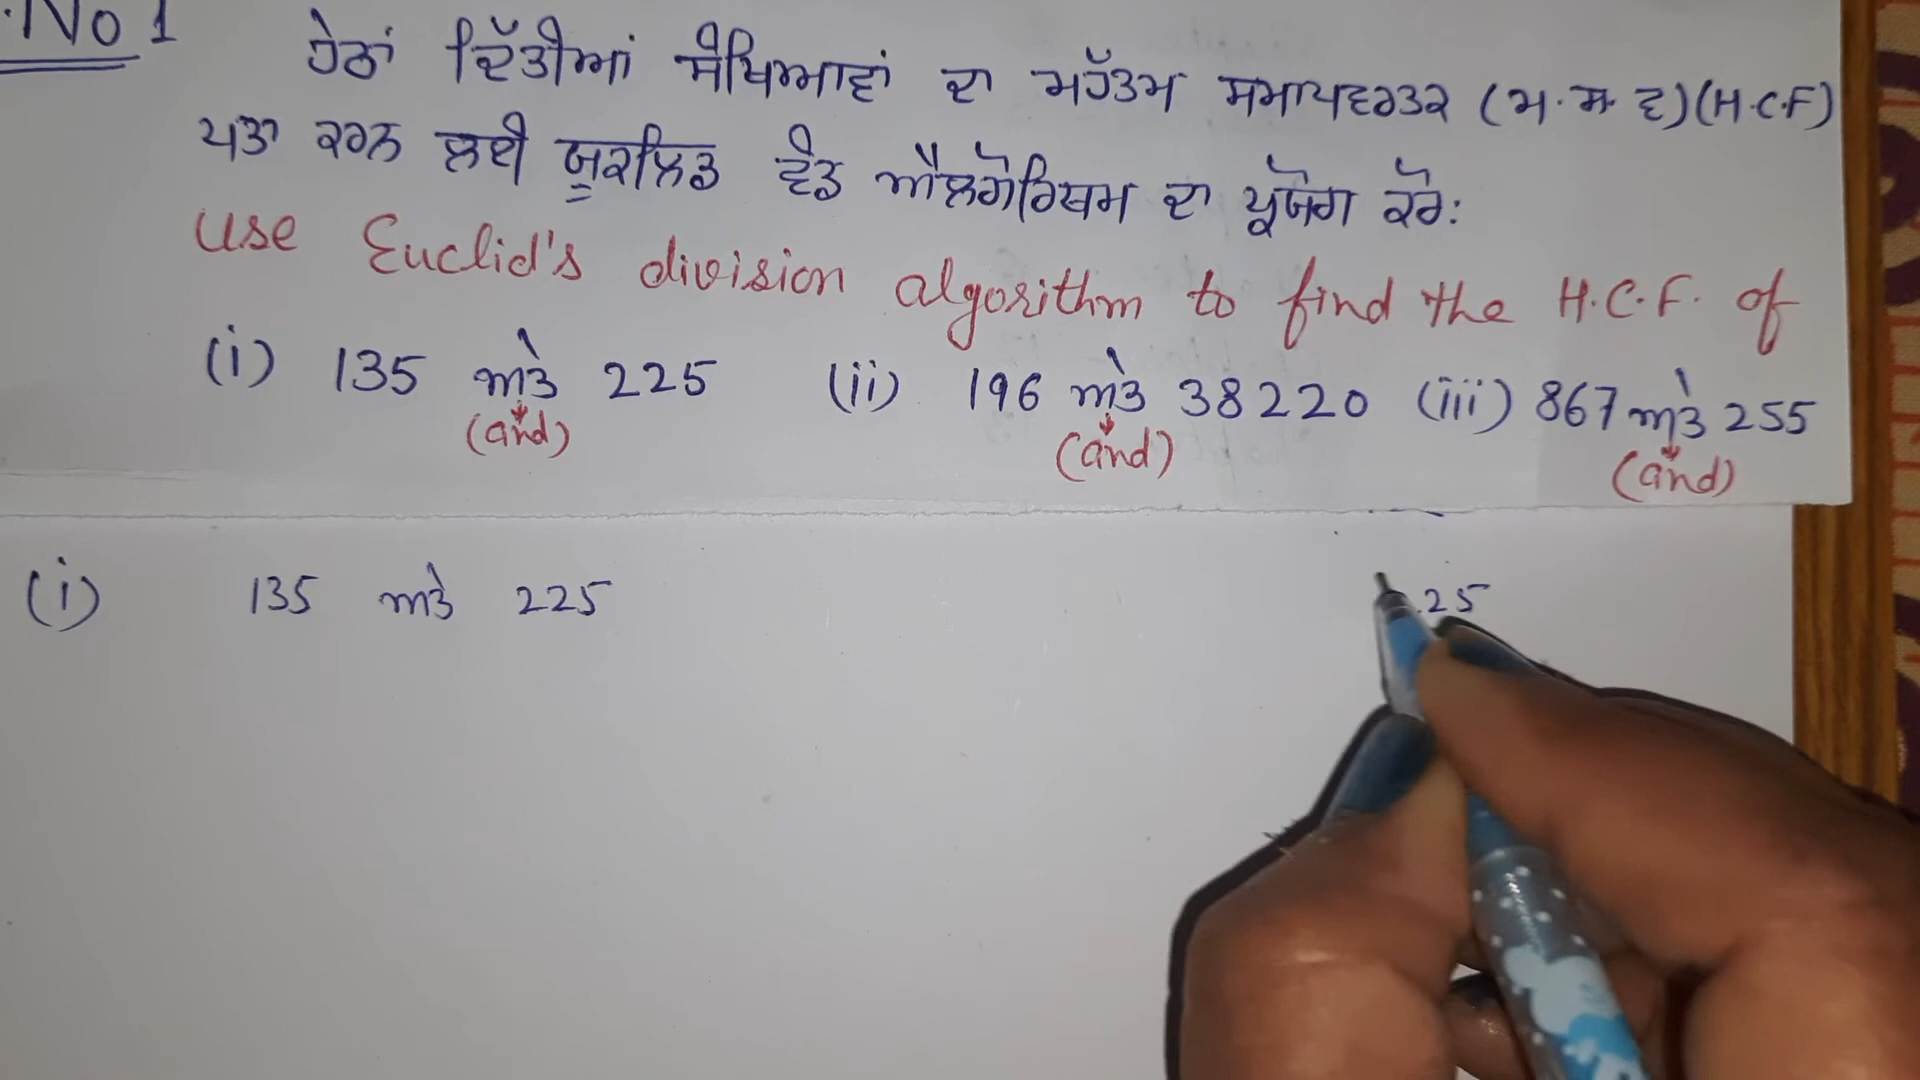 .No 1
ਹੇਠਾਂ ਦਿੱਤੀਆਂ ਸੰਖਿਆਵਾਂ ਦਾ ਮਹੱਤਮ ਸਮਾਪਵਰਤਕ (ਮ.ਸ.ਵ)(H.C.F)
ਪਤਾ ਕਰਨ ਲਈ ਯੂਕਲਿਡ ਵੰਡ ਐਲਗੋਰਿਥਮ ਦਾ ਪ੍ਰਯੋਗ ਕਰੋ:
Use Euclid's division algorithm to find the H.C.F. of
(i) 135 ਅਤੇ 225 (ii) 196 ਅਤੇ 38220 (iii) 867 ਅਤੇ 255
(and) (and) (and)
(i) 135 ਅਤੇ 225 25